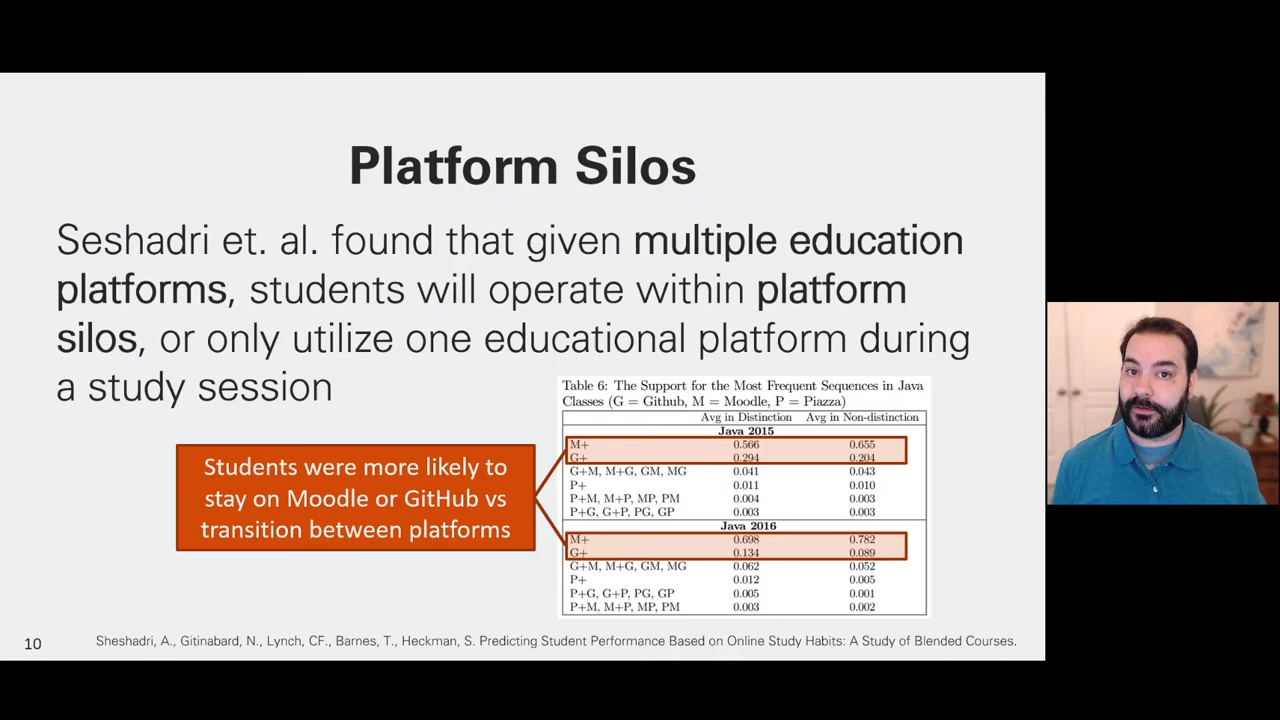 Platform Silos
Seshadri et. al. found that given multiple education
platforms, students will operate within platform
silos, or only utilize one educational platform during
a study session
Students were more likely to
stay on Moodle or GitHub vs
transition between platforms
Table 6: The Support for the Most Frequent Sequences in Java
Classes (G = Github, M = Moodle, P = Piazza)
Avg in Distinction Avg in Non-distinction
Java 2015
M+ 0.566 0.655
G+ 0.294 0.204
G+M, M+G, GM, MG 0.041 0.043
P+ 0.011 0.010
P+M, M+P, MP, PM 0.004 0.003
P+G, G+P, PG, GP 0.003 0.003
Java 2016
M+ 0.698 0.782
G+ 0.134 0.089
G+M, M+G, GM, MG 0.062 0.052
P+ 0.012 0.005
P+G, G+P, PG, GP 0.005 0.001
P+M, M+P, MP, PM 0.003 0.002
10
Sheshadri, A., Gitinabard, N., Lynch, CF., Barnes, T., Heckman, S. Predicting Student Performance Based on Online Study Habits: A Study of Blended Courses.